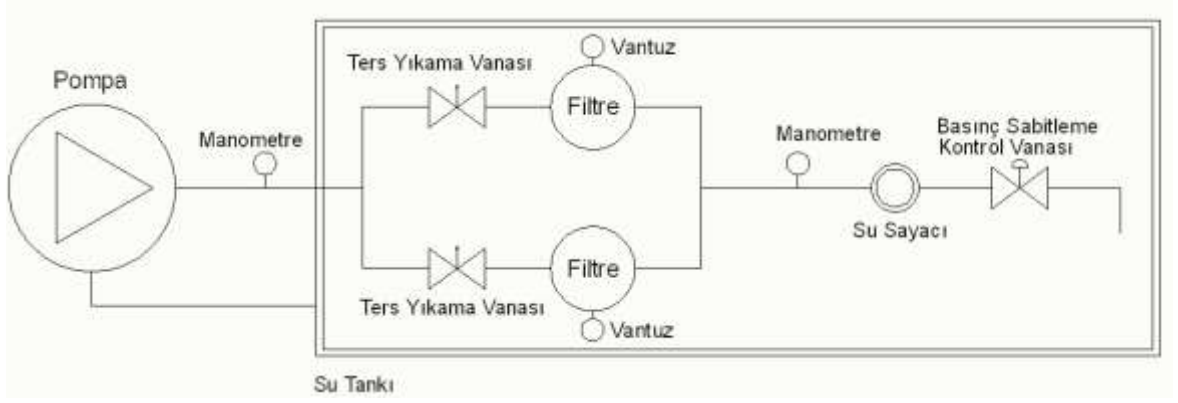 Vantuz
Ters Yıkama Vanası
Pompa
Filtre
Manometre
Manometre
Basınç Sabitleme
Kontrol Vanası
Su Sayacı
Filtre
Ters Yıkama Vanası
Vantuz
Su Tankı